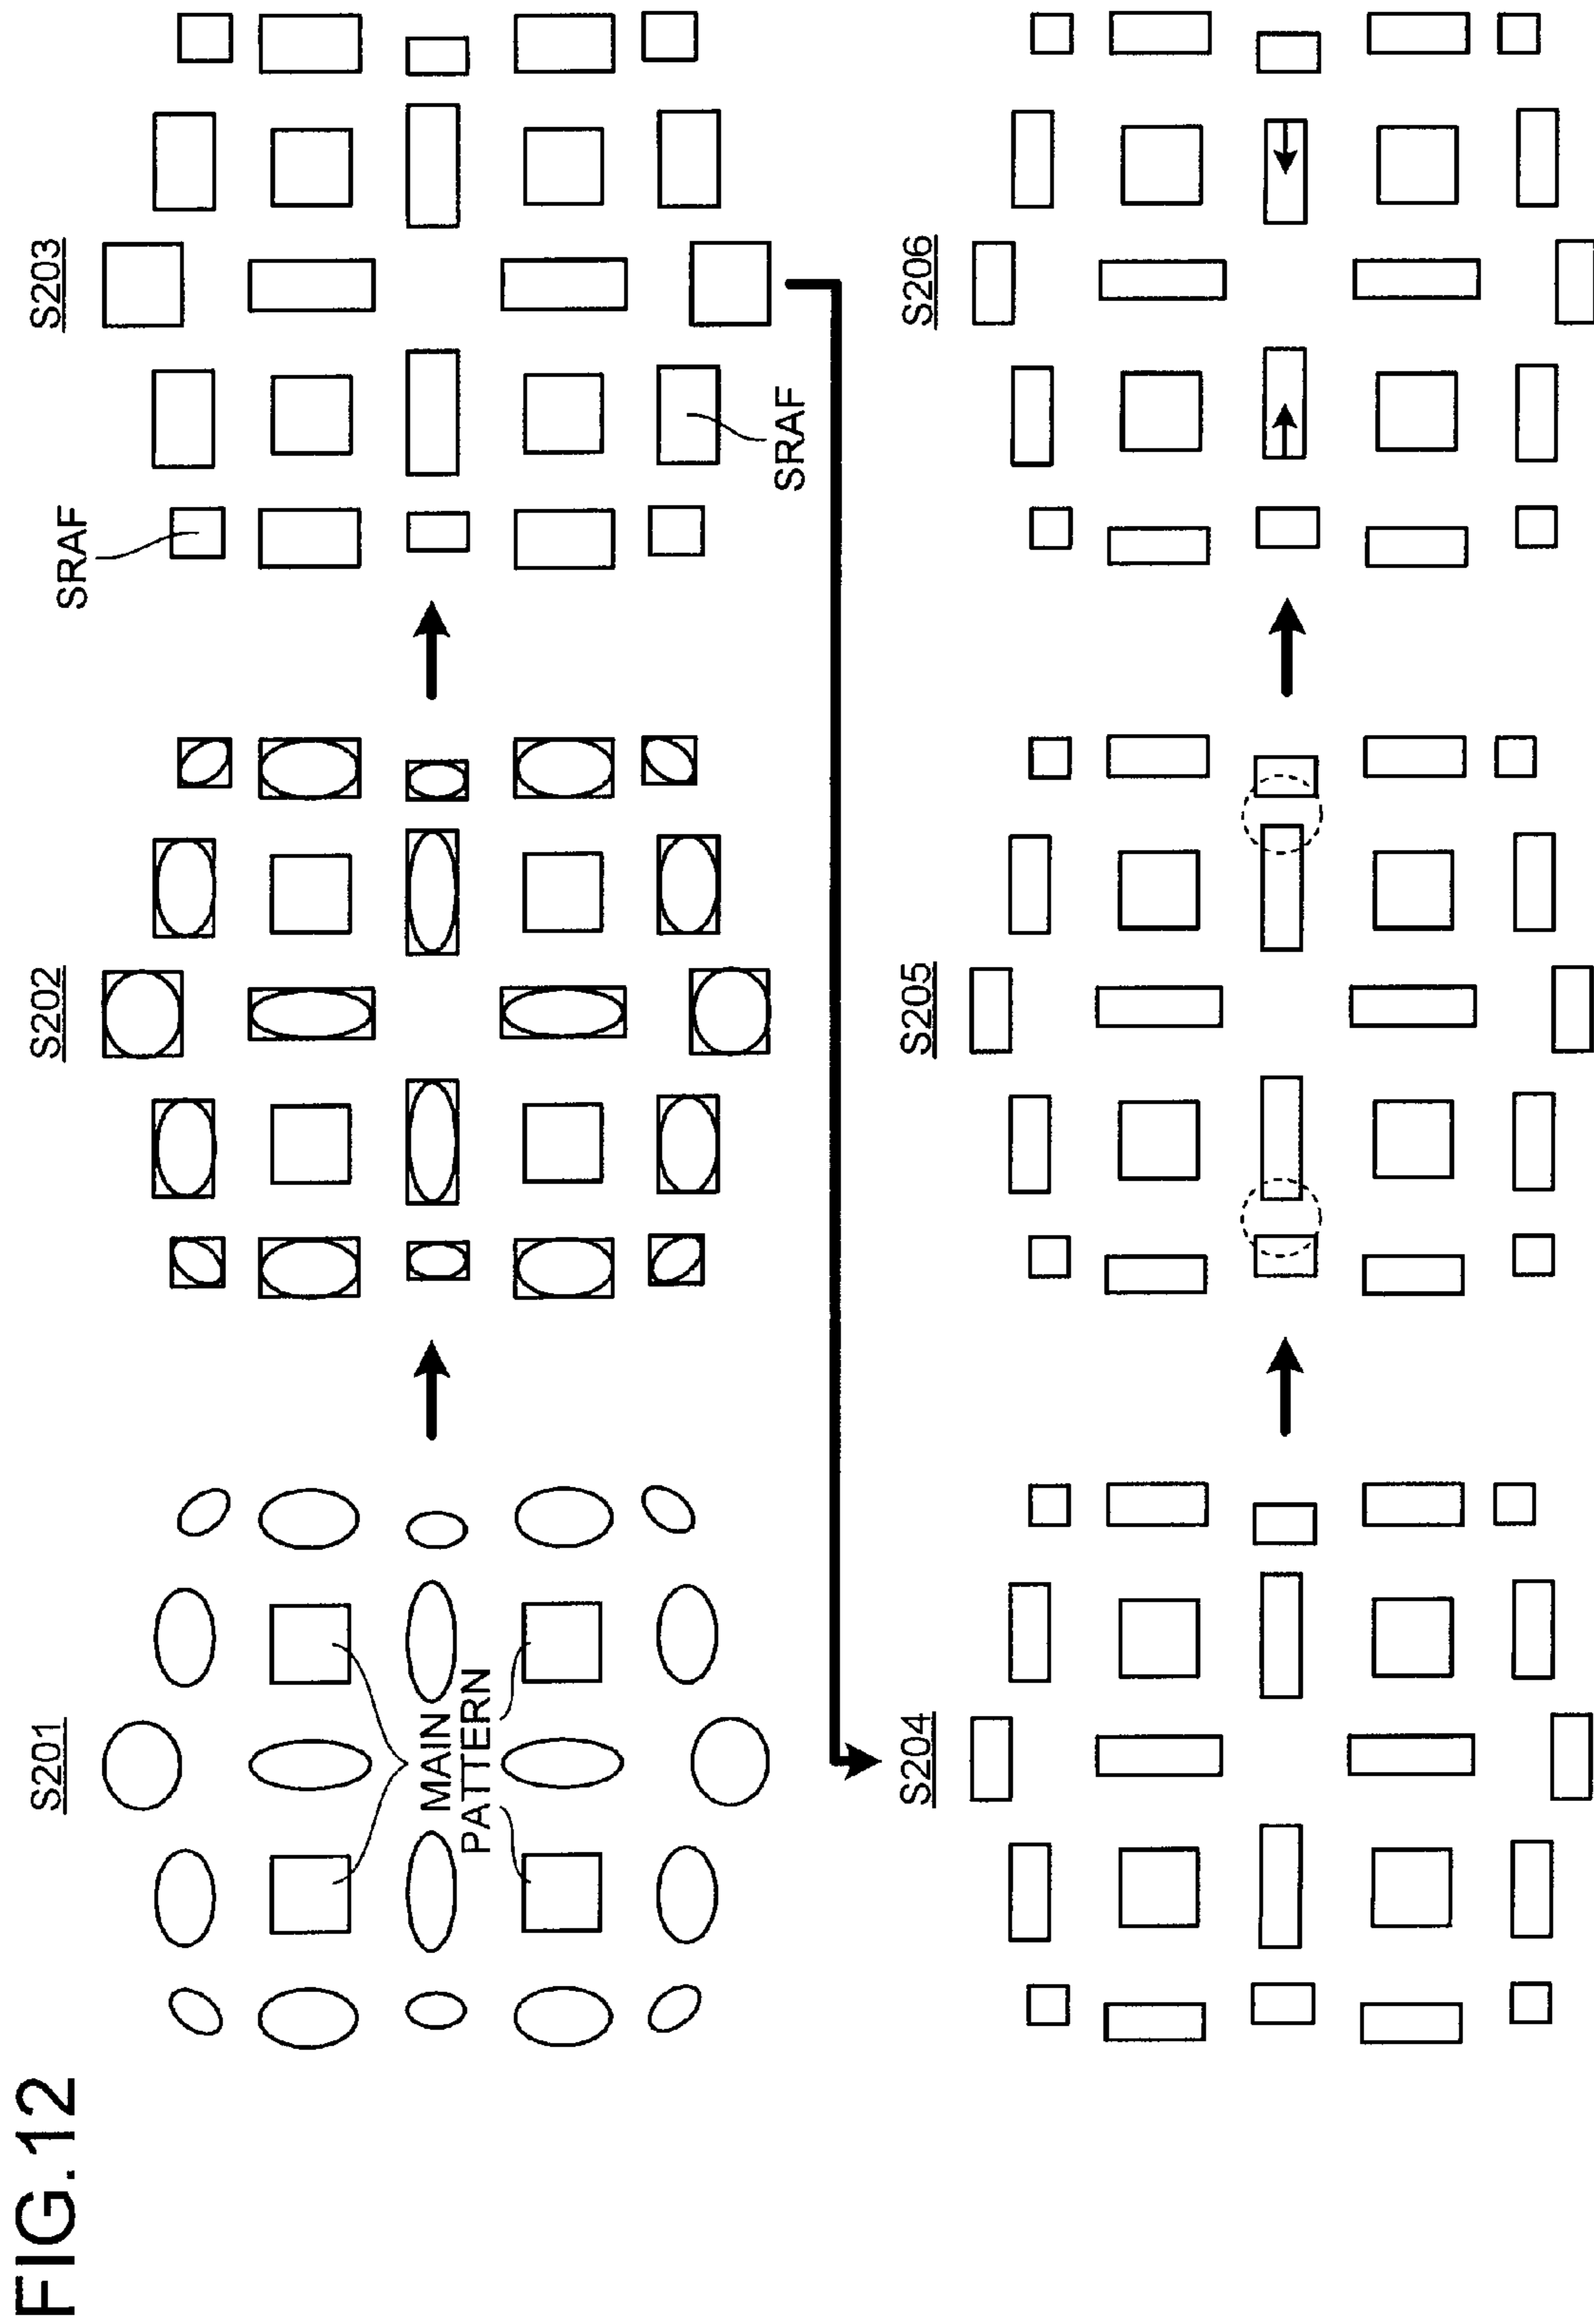 FIG.12
S201
MAIN
PATTERN
S202
S203
SRAF
SRAF
S204
S205
S206